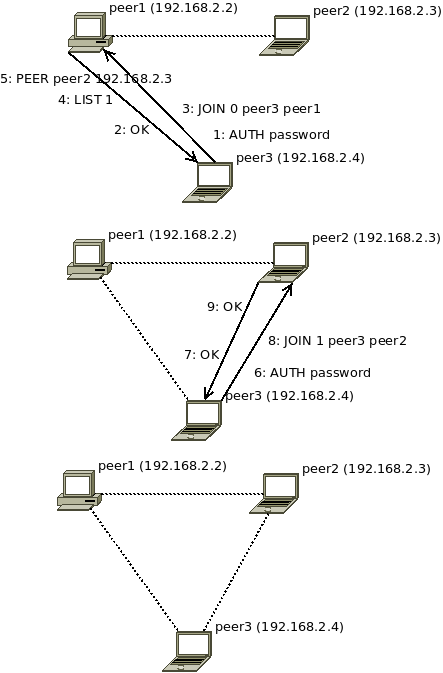 peer1 (192.168.2.2)
peer2 (192.168.2.3)
5: PEER peer2 192.168.2.3
4: LIST 1
3: JOIN 0 peer3 peer1
2: OK
1: AUTH password
peer3 (192.168.2.4)
peer1 (192.168.2.2)
peer2 (192.168.2.3)
9: OK
8: JOIN 1 peer3 peer2
7: OK
6: AUTH password
peer3 (192.168.2.4)
peer1 (192.168.2.2)
peer2 (192.168.2.3)
peer3 (192.168.2.4)